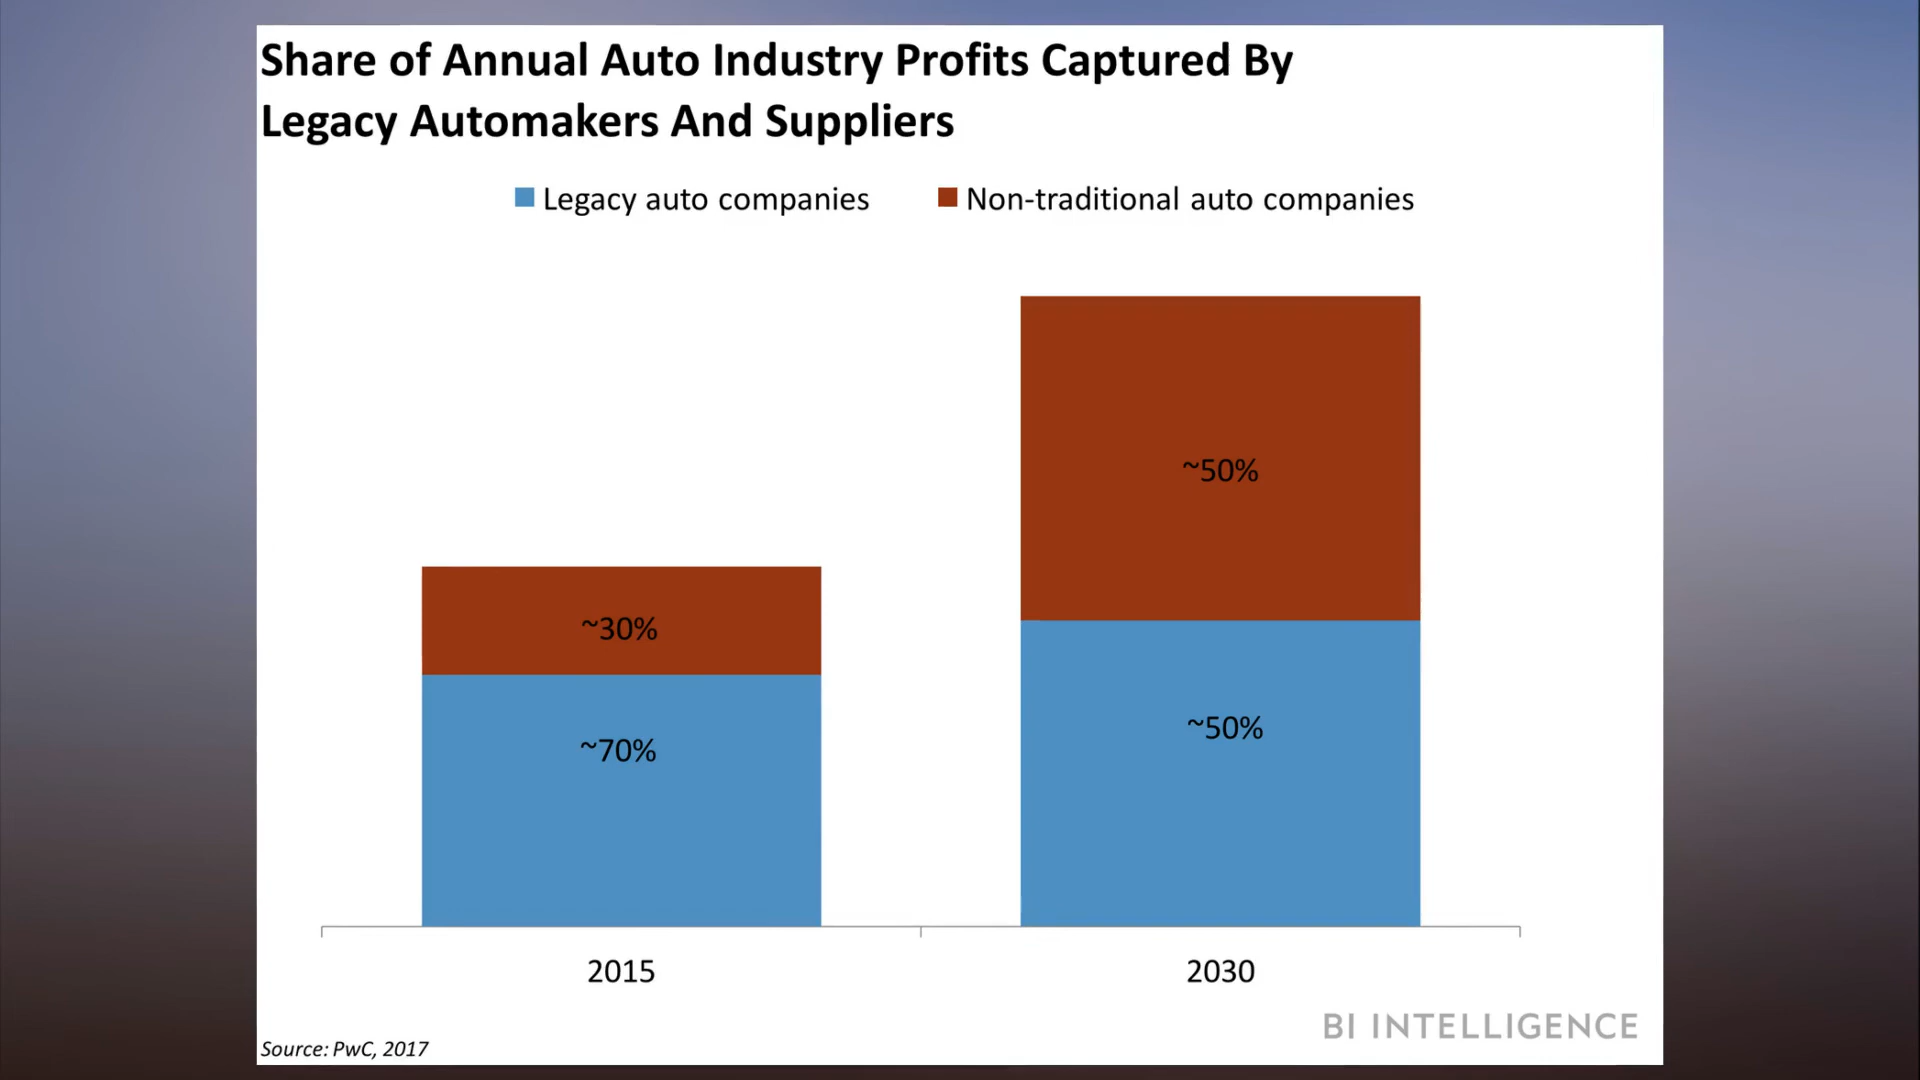 Share of Annual Auto Industry Profits Captured By
Legacy Automakers And Suppliers
Legacy auto companies
Non-traditional auto companies
~50%
~30%
~50%
~70%
2015
2030
BI INTELLIGENCE
Source: PwC, 2017